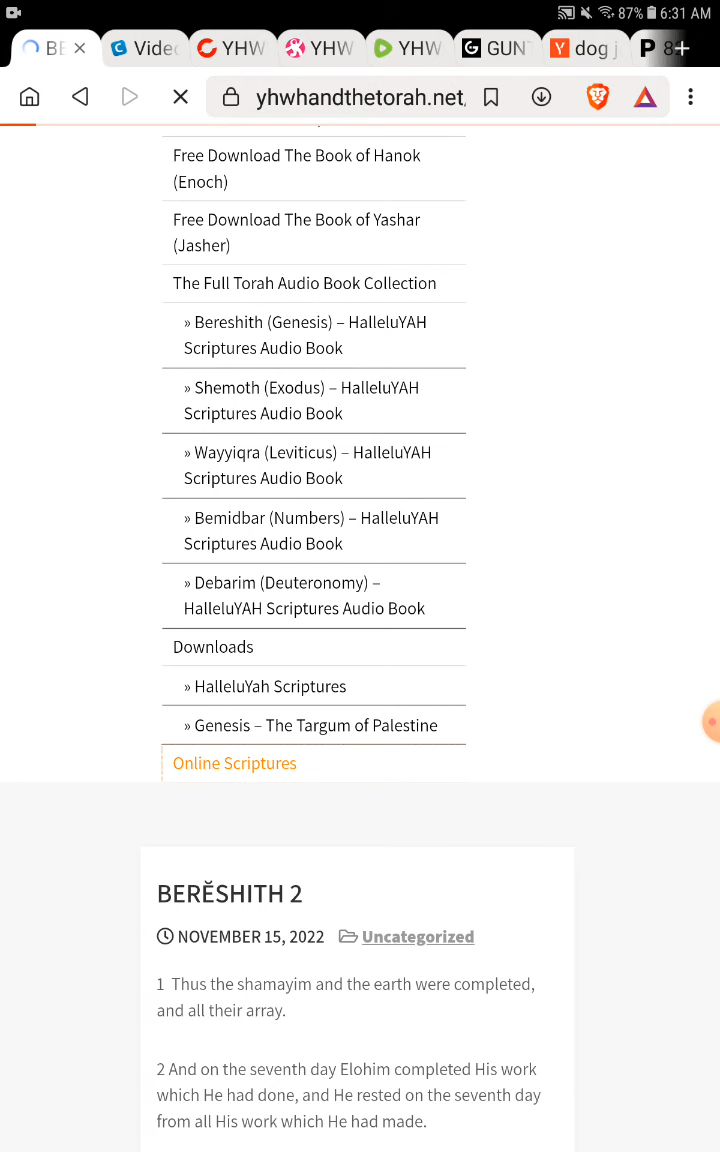 87% 6:31 AM
BE Vide YHW YHW YHW GUNT dog j 8
yhwhandthetorah.net,
Free Download The Book of Hanok
(Enoch)
Free Download The Book of Yashar
(Jasher)
The Full Torah Audio Book Collection
» Bereshith (Genesis) – HalleluYAH
Scriptures Audio Book
» Shemoth (Exodus) – HalleluYAH
Scriptures Audio Book
» Wayyiqra (Leviticus) – HalleluYAH
Scriptures Audio Book
» Bemidbar (Numbers) – HalleluYAH
Scriptures Audio Book
» Debarim (Deuteronomy) –
HalleluYAH Scriptures Audio Book
Downloads
» HalleluYah Scriptures
» Genesis – The Targum of Palestine
Online Scriptures
BERĔSHITH 2
NOVEMBER 15, 2022 Uncategorized
1 Thus the shamayim and the earth were completed,
and all their array.
2 And on the seventh day Elohim completed His work
which He had done, and He rested on the seventh day
from all His work which He had made.